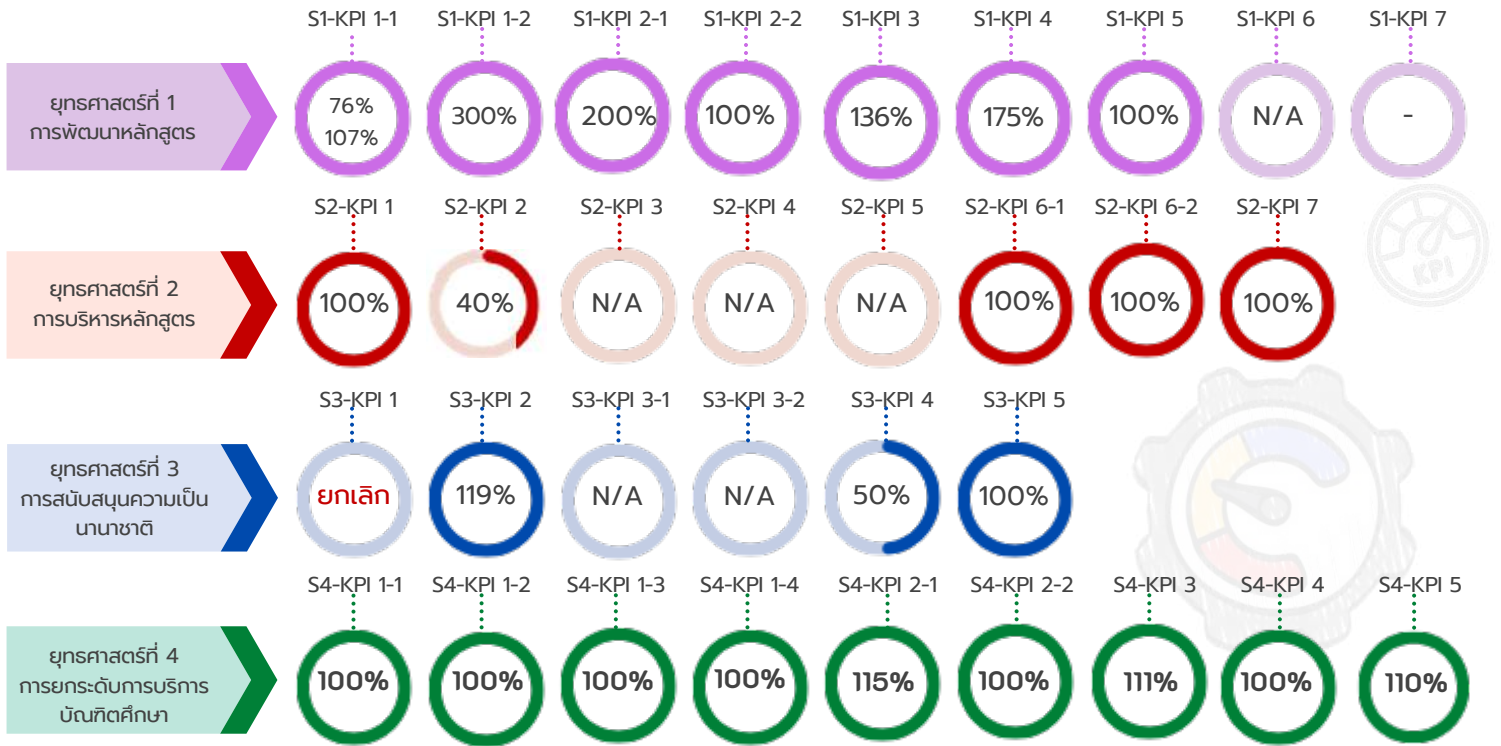 S1-KPI 1-1 S1-KPI 1-2 S1-KPI 2-1 S1-KPI 2-2 S1-KPI 3 S1-KPI 4 S1-KPI 5 S1-KPI 6 S1-KPI 7
ยุทธศาสตร์ที่ 1
การพัฒนาหลักสูตร
76%
107%
300% 200% 100% 136% 175% 100% N/A -
S2-KPI 1 S2-KPI 2 S2-KPI 3 S2-KPI 4 S2-KPI 5 S2-KPI 6-1 S2-KPI 6-2 S2-KPI 7
ยุทธศาสตร์ที่ 2
การบริหารหลักสูตร
100% 40% N/A N/A N/A 100% 100% 100%
KPI
S3-KPI 1 S3-KPI 2 S3-KPI 3-1 S3-KPI 3-2 S3-KPI 4 S3-KPI 5
ยุทธศาสตร์ที่ 3
การสนับสนุนความเป็น
นานาชาติ
ยกเลิก 119% N/A N/A 50% 100%
S4-KPI 1-1 S4-KPI 1-2 S4-KPI 1-3 S4-KPI 1-4 S4-KPI 2-1 S4-KPI 2-2 S4-KPI 3 S4-KPI 4 S4-KPI 5
ยุทธศาสตร์ที่ 4
การยกระดับการบริการ
บัณฑิตศึกษา
100% 100% 100% 100% 115% 100% 111% 100% 110%